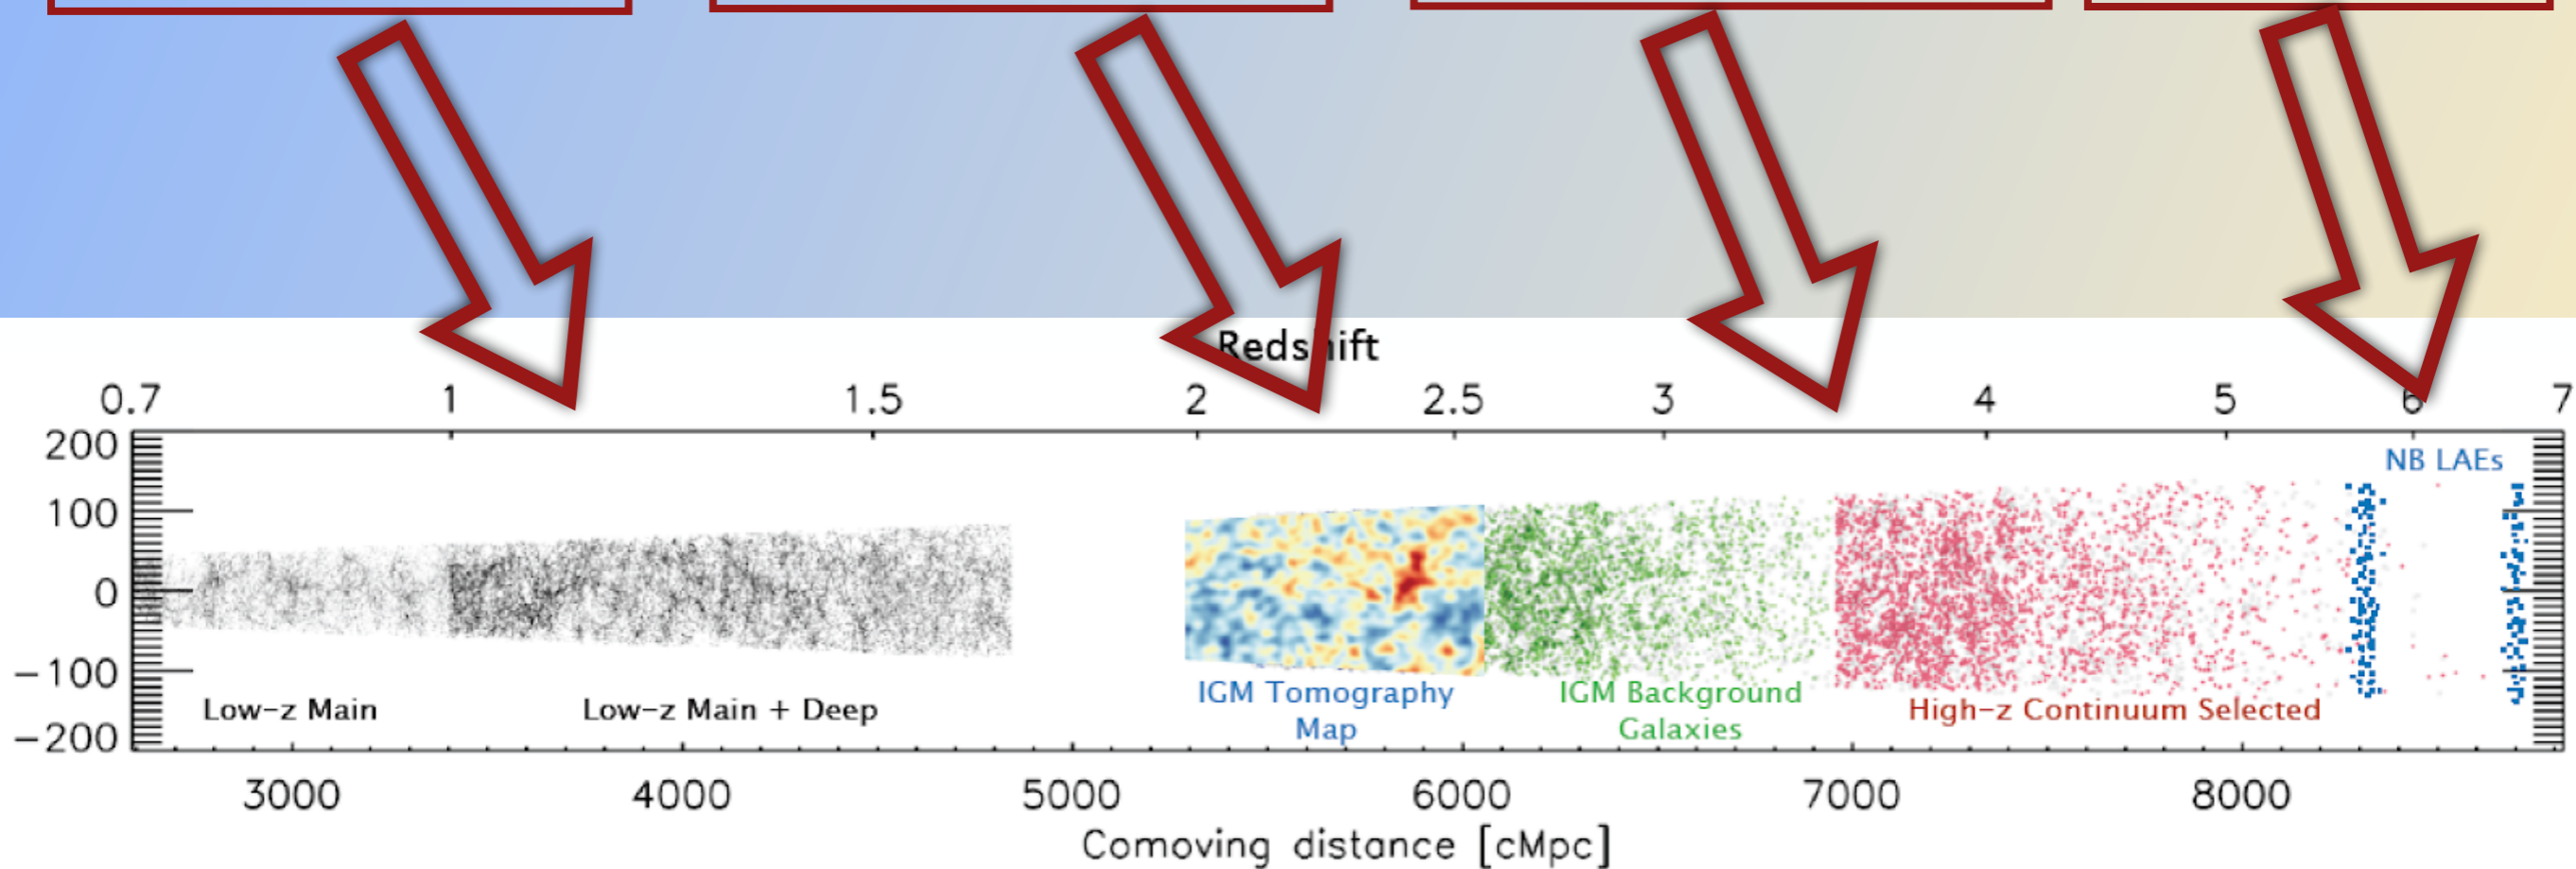 Redshift
0.7 1 1.5 2 2.5 3 4 5 6 7
200
100
0
−100
−200
NB LAEs
Low−z Main
Low−z Main + Deep
IGM Tomography
Map
IGM Background
Galaxies
High−z Continuum Selected
3000 4000 5000 6000 7000 8000
Comoving distance [cMpc]